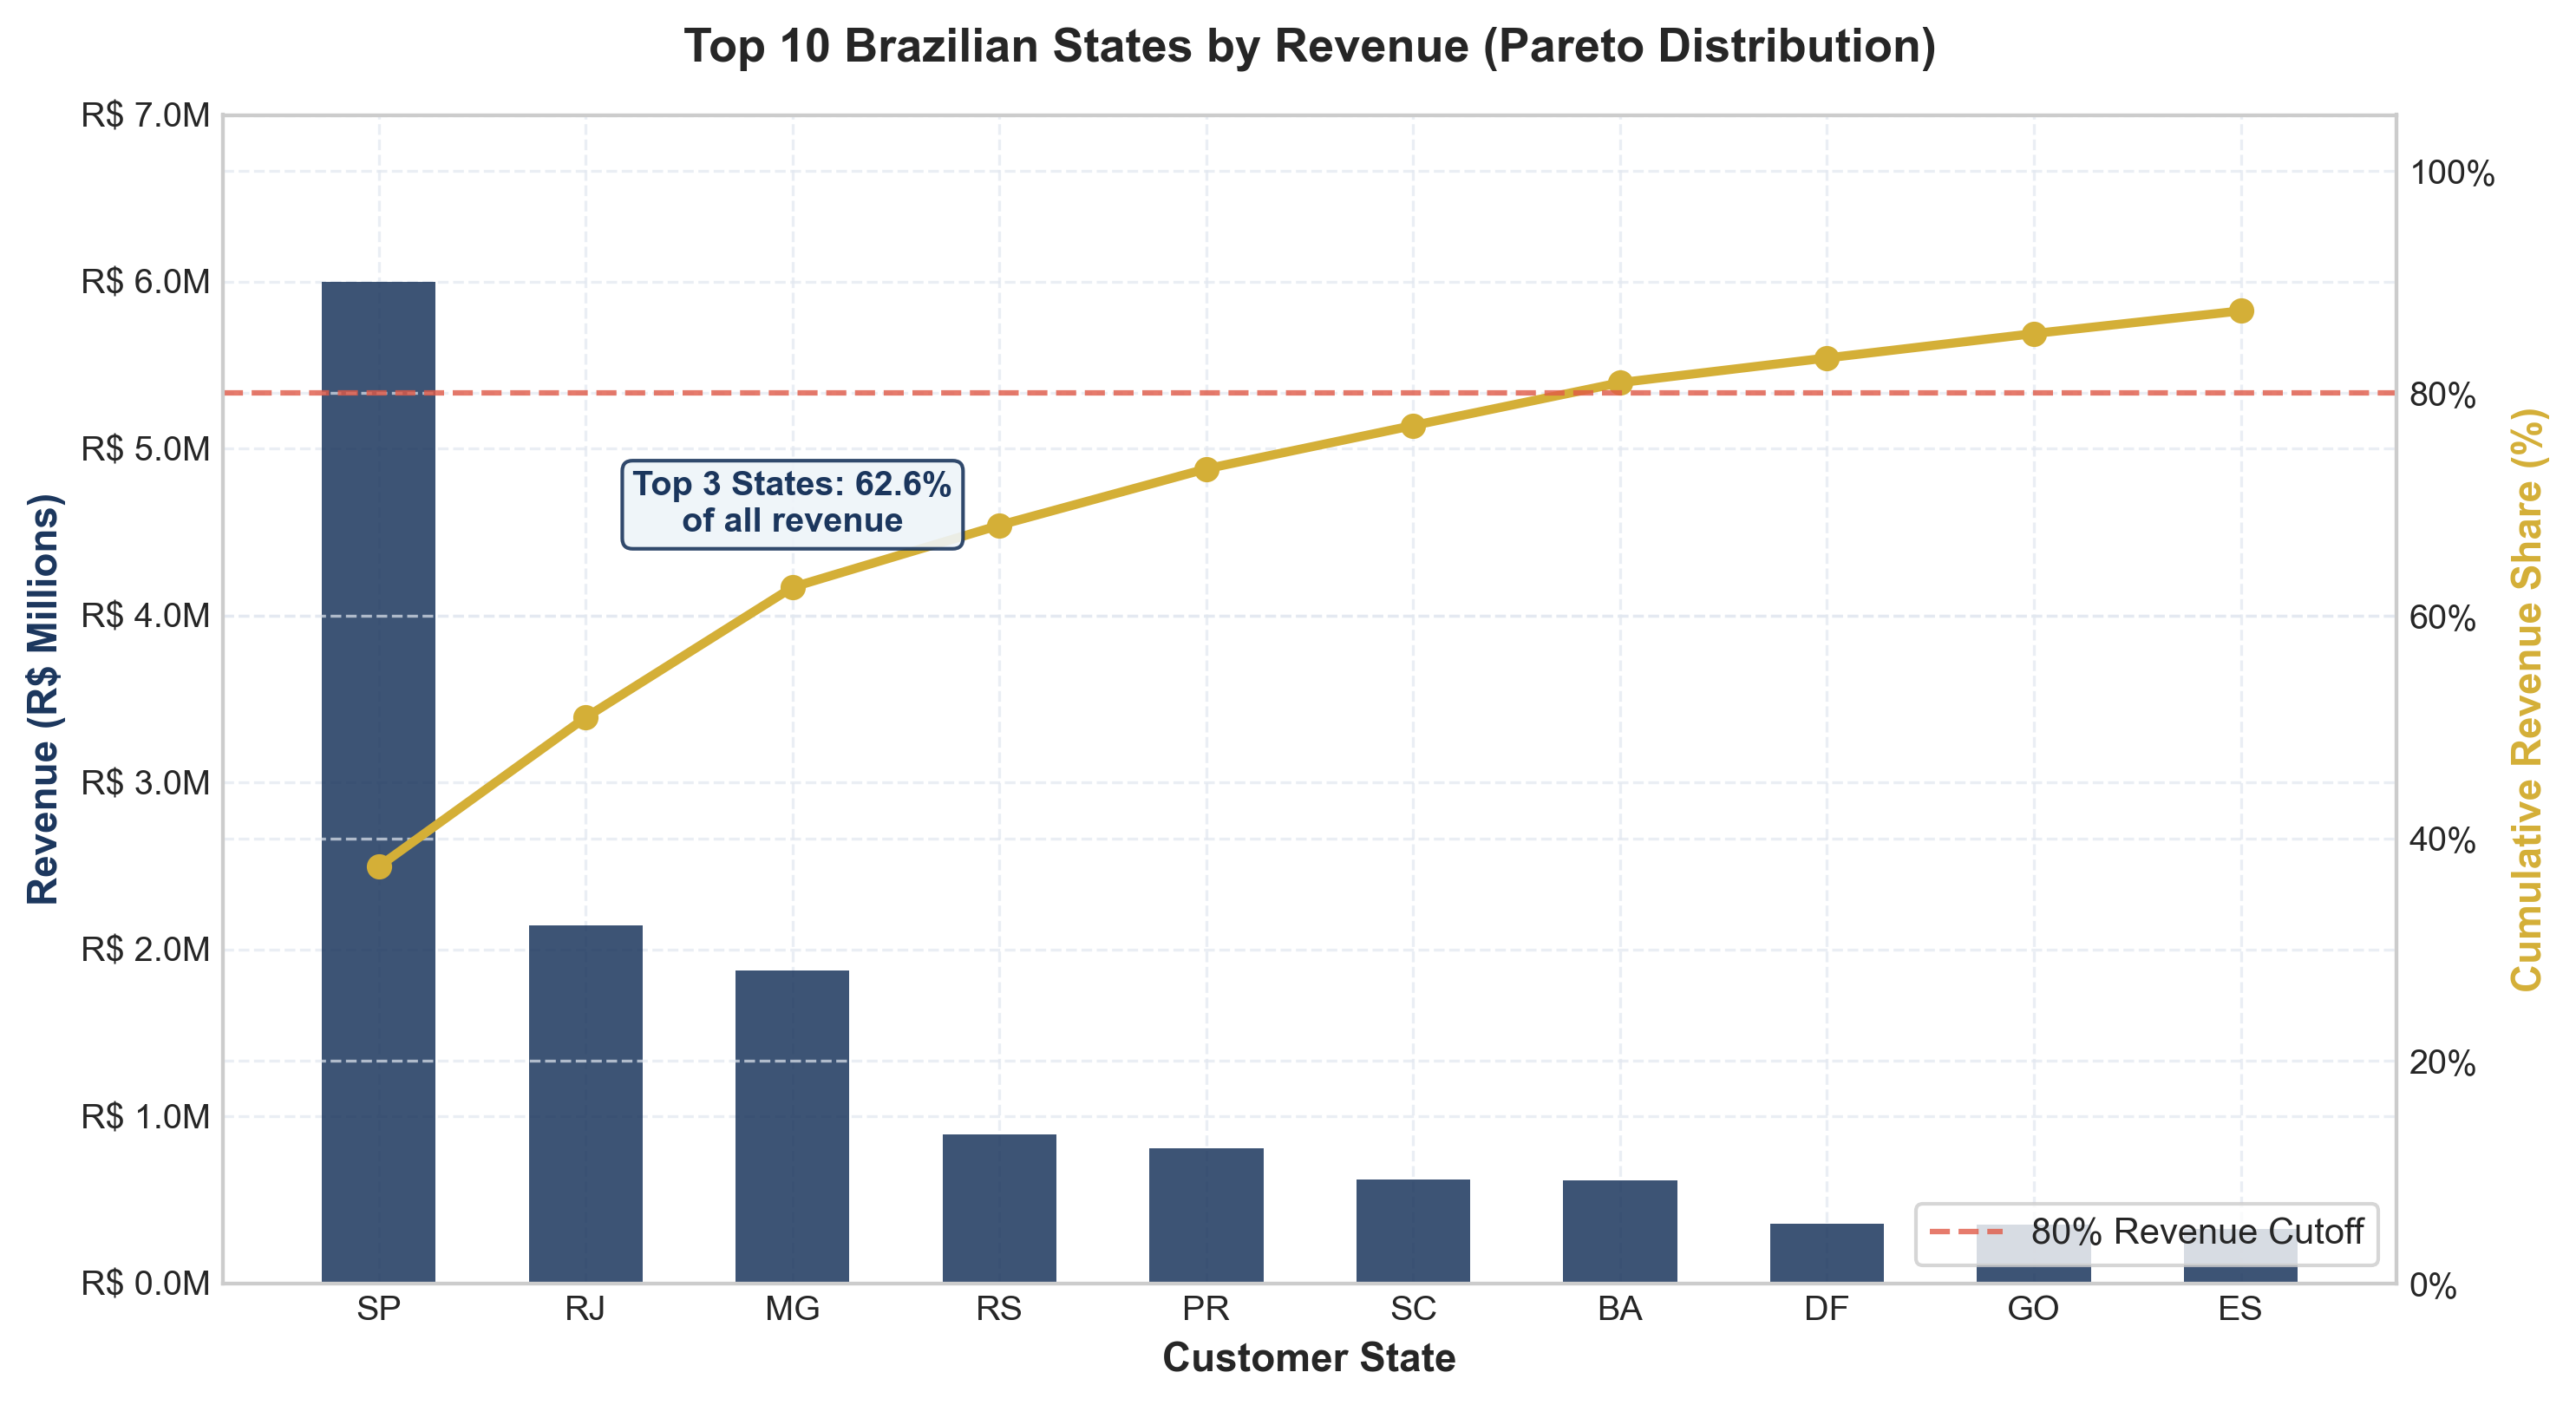 Top 10 Brazilian States by Revenue (Pareto Distribution)
Revenue (R$ Millions)
R$ 7.0M
R$ 6.0M
R$ 5.0M
R$ 4.0M
R$ 3.0M
R$ 2.0M
R$ 1.0M
R$ 0.0M
Top 3 States: 62.6%
of all revenue
100%
80%
60%
40%
20%
0%
Cumulative Revenue Share (%)
80% Revenue Cutoff
SP RJ MG RS PR SC BA DF GO ES
Customer State